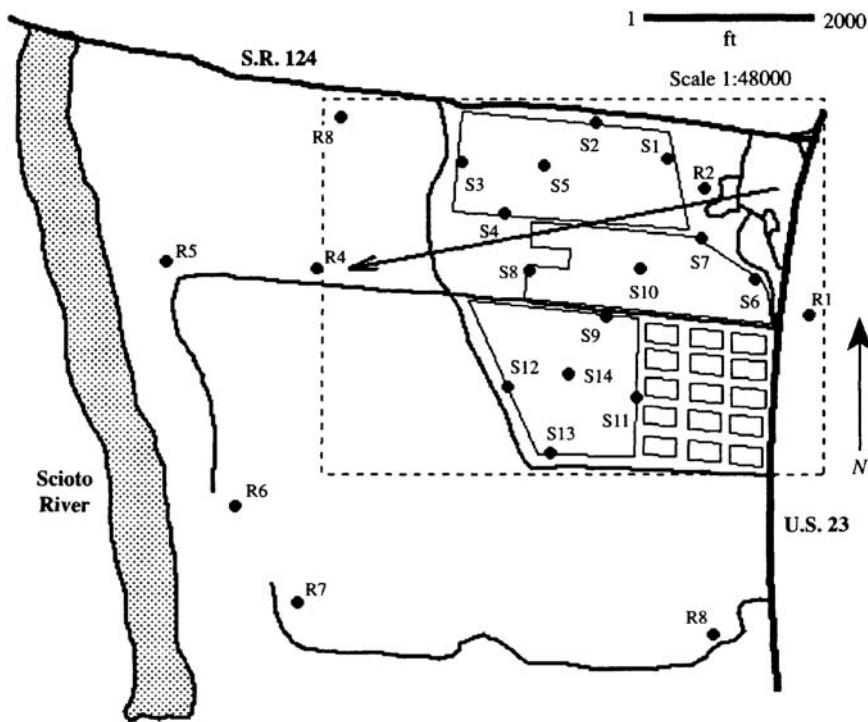 1 2000
ft
S.R. 124
Scale 1:48000
R8
S2
S1
S3
S5
R2
S4
R5
R4
S7
S8
S10
S6
R1
S9
S12
S14
S11
S13
N
Scioto
River
R6
U.S. 23
R7
R8